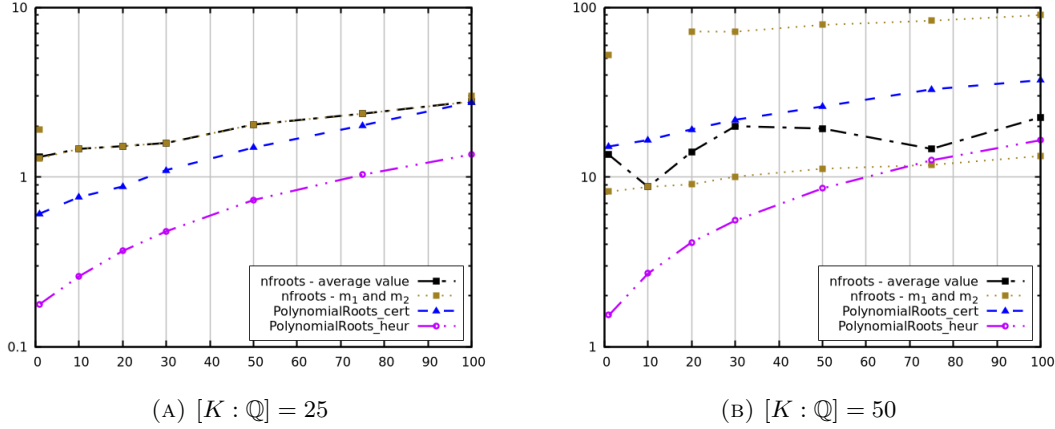 10
1
0.1
0 10 20 30 40 50 60 70 80 90 100
nfroots - average value
nfroots - m₁ and m₂
PolynomialRoots_cert
PolynomialRoots_heur
(A) [K : ℚ] = 25
100
10
1
0 10 20 30 40 50 60 70 80 90 100
nfroots - average value
nfroots - m₁ and m₂
PolynomialRoots_cert
PolynomialRoots_heur
(B) [K : ℚ] = 50